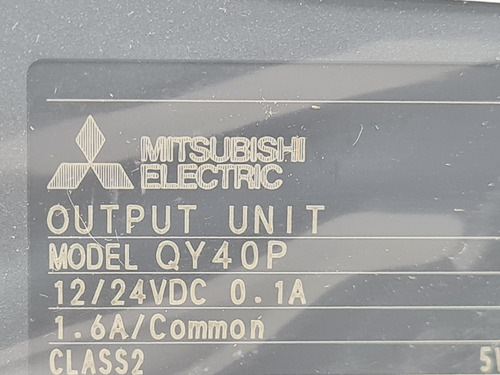 MITSUBISHI
ELECTRIC
OUTPUT UNIT
MODEL QY40P
12/24VDC 0.1A
1.6A/Common
CLASS2